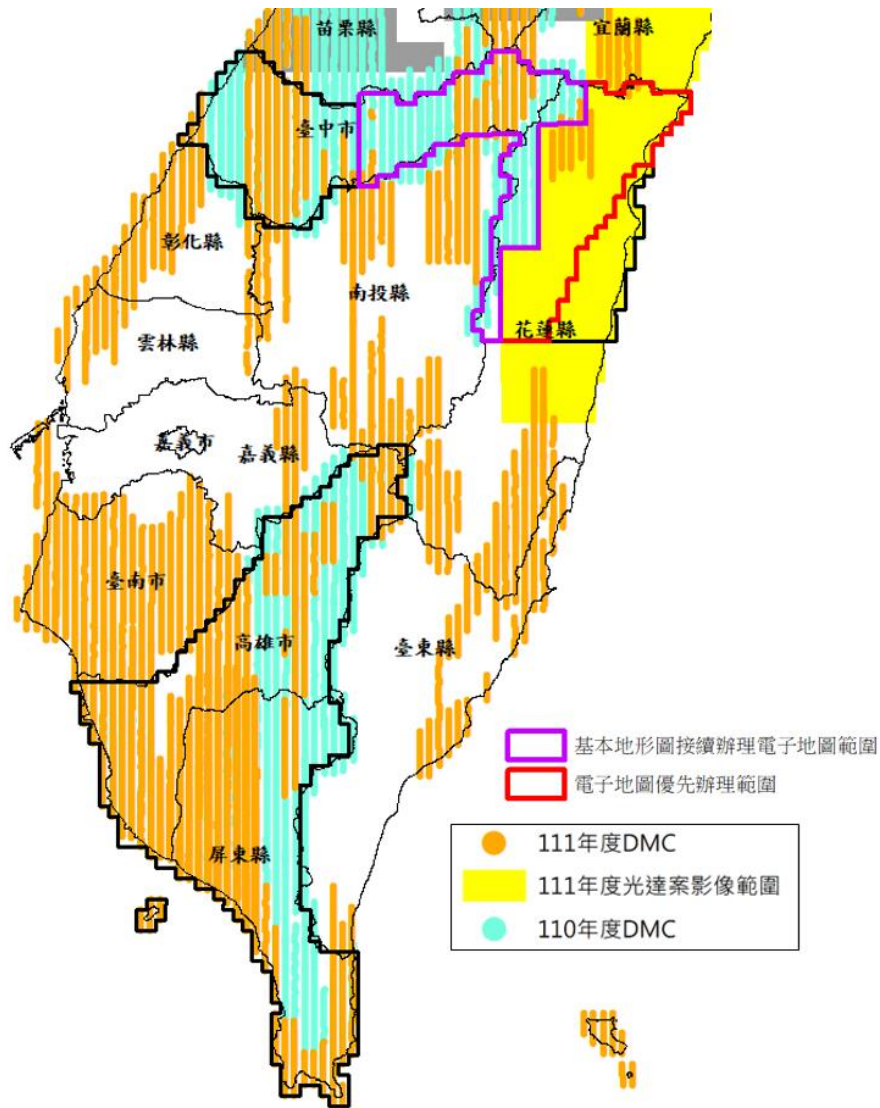 苗栗縣
宜蘭縣
臺中市
彰化縣
南投縣
花蓮縣
雲林縣
嘉義市
嘉義縣
臺南市
高雄市
臺東縣
基本地形圖接續辦理電子地圖範圍
電子地圖優先辦理範圍
屏東縣
111年度DMC
111年度光達案影像範圍
110年度DMC